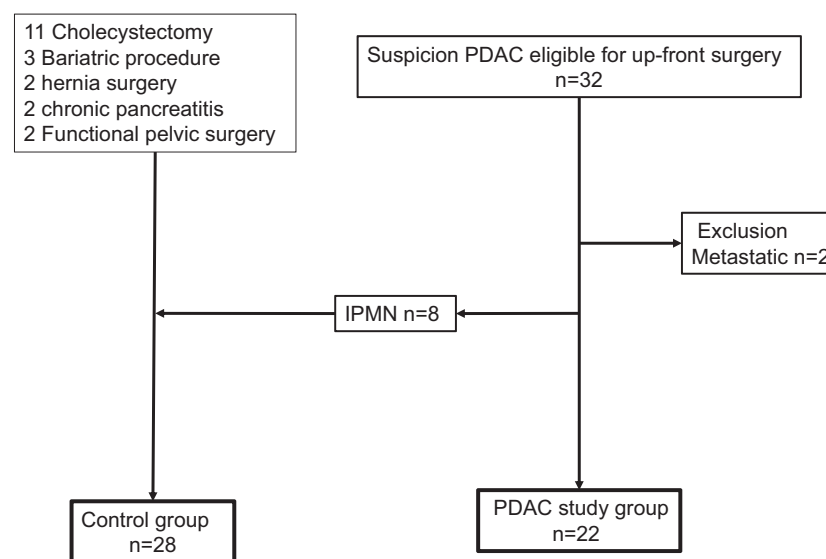 11 Cholecystectomy
3 Bariatric procedure
2 hernia surgery
2 chronic pancreatitis
2 Functional pelvic surgery
Suspicion PDAC eligible for up-front surgery
n=32
Exclusion
Metastatic n=2
IPMN n=8
Control group
n=28
PDAC study group
n=22